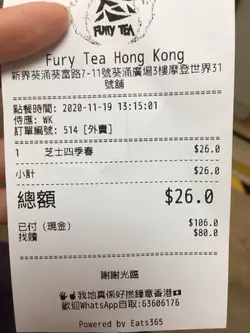 FURY TEA
Fury Tea Hong Kong
新界葵涌葵富路7-11號葵涌廣場3樓摩登世界31
號舖
點餐時間: 2020-11-19 13:15:01
侍應: WK
訂單編號: 514 [外賣]
1 芝士四季春 $26.0
小計 $26.0
總額 $26.0
已付 (現金) $106.0
找贖 $80.0
謝謝光臨
🖐☝我地真係好撚鍾意香港🇭🇰
歡迎WhatsApp自取:63606176
Powered by Eats365